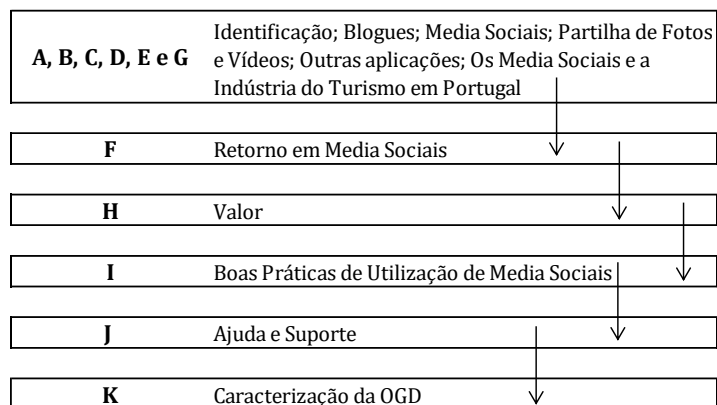 Identificação; Blogues; Media Sociais; Partilha de Fotos
A, B, C, D, E e G e Vídeos; Outras aplicações; Os Media Sociais e a
Indústria do Turismo em Portugal
F Retorno em Media Sociais
H Valor
I Boas Práticas de Utilização de Media Sociais
J Ajuda e Suporte
K Caracterização da OGD